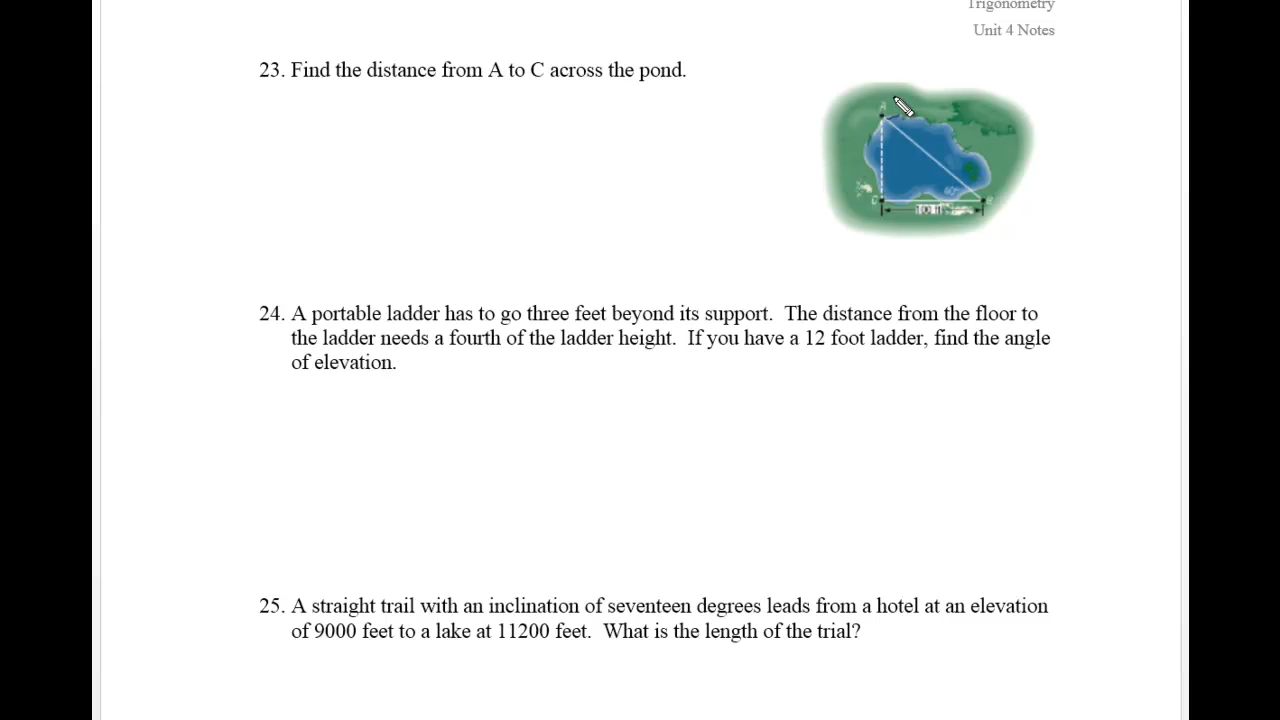 Trigonometry
Unit 4 Notes
23. Find the distance from A to C across the pond.
A
100 ft
24. A portable ladder has to go three feet beyond its support. The distance from the floor to
the ladder needs a fourth of the ladder height. If you have a 12 foot ladder, find the angle
of elevation.
25. A straight trail with an inclination of seventeen degrees leads from a hotel at an elevation
of 9000 feet to a lake at 11200 feet. What is the length of the trial?